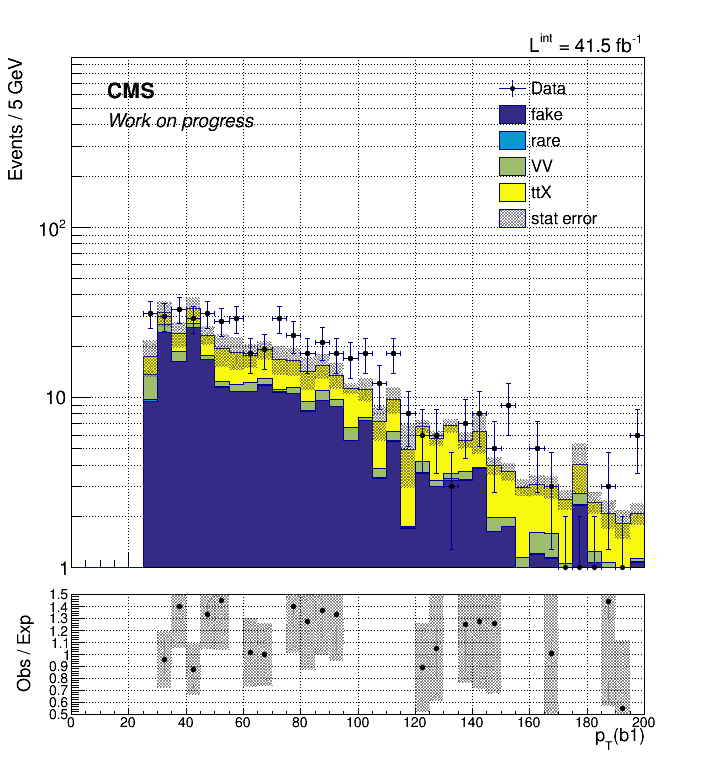 L^int = 41.5 fb^-1
Events / 5 GeV
CMS
Work on progress
Data
fake
rare
VV
ttX
stat error
10^2
10
1
Obs / Exp
1.5
1.4
1.3
1.2
1.1
1
0.9
0.8
0.7
0.6
0.5
0 20 40 60 80 100 120 140 160 180 200
p_T(b1)